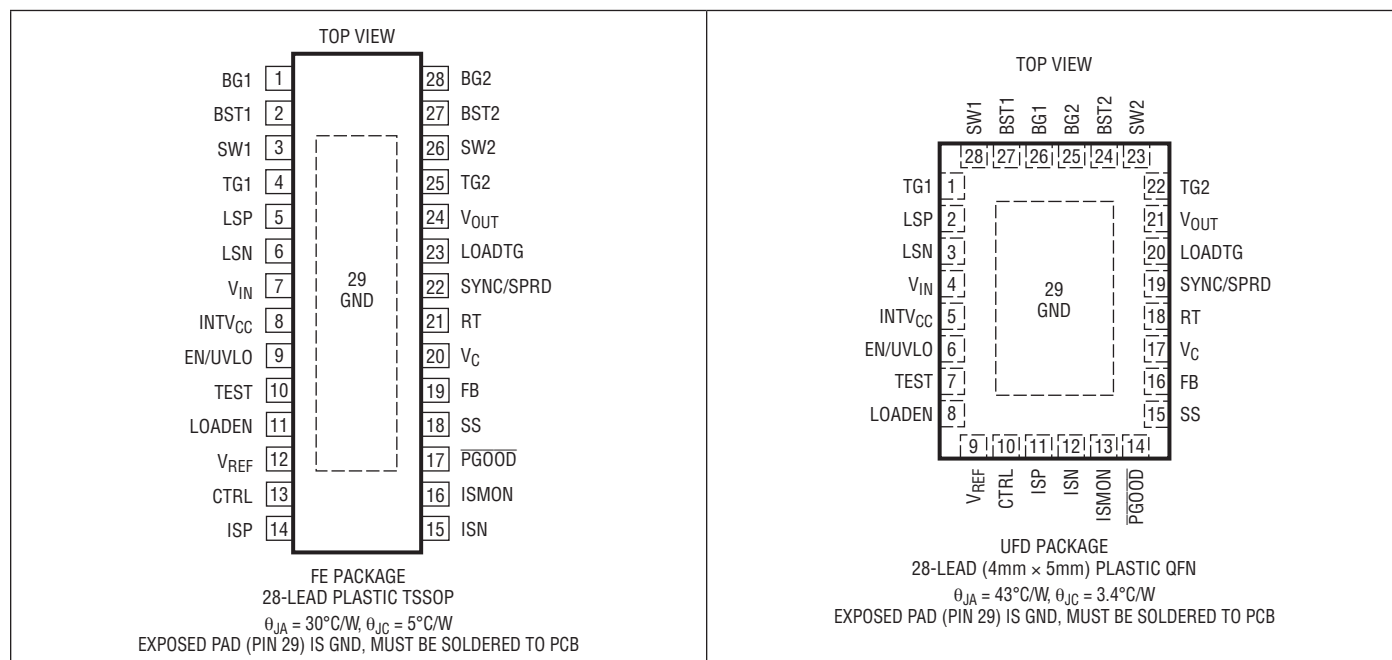 TOP VIEW
BG1 1
BST1 2
SW1 3
TG1 4
LSP 5
LSN 6
VIN 7
INTVCC 8
EN/UVLO 9
TEST 10
LOADEN 11
VREF 12
CTRL 13
ISP 14
28 BG2
27 BST2
26 SW2
25 TG2
24 VOUT
23 LOADTG
22 SYNC/SPRD
21 RT
20 VC
19 FB
18 SS
17 PGOOD
16 ISMON
15 ISN
29
GND
FE PACKAGE
28-LEAD PLASTIC TSSOP
θJA = 30°C/W, θJC = 5°C/W
EXPOSED PAD (PIN 29) IS GND, MUST BE SOLDERED TO PCB
TOP VIEW
SW1 BST1 BG1 BG2 BST2 SW2
28 27 26 25 24 23
TG1 1
LSP 2
LSN 3
VIN 4
INTVCC 5
EN/UVLO 6
TEST 7
LOADEN 8
22 TG2
21 VOUT
20 LOADTG
19 SYNC/SPRD
18 RT
17 VC
16 FB
15 SS
29
GND
9 10 11 12 13 14
VREF CTRL ISP ISN ISMON PGOOD
UFD PACKAGE
28-LEAD (4mm × 5mm) PLASTIC QFN
θJA = 43°C/W, θJC = 3.4°C/W
EXPOSED PAD (PIN 29) IS GND, MUST BE SOLDERED TO PCB